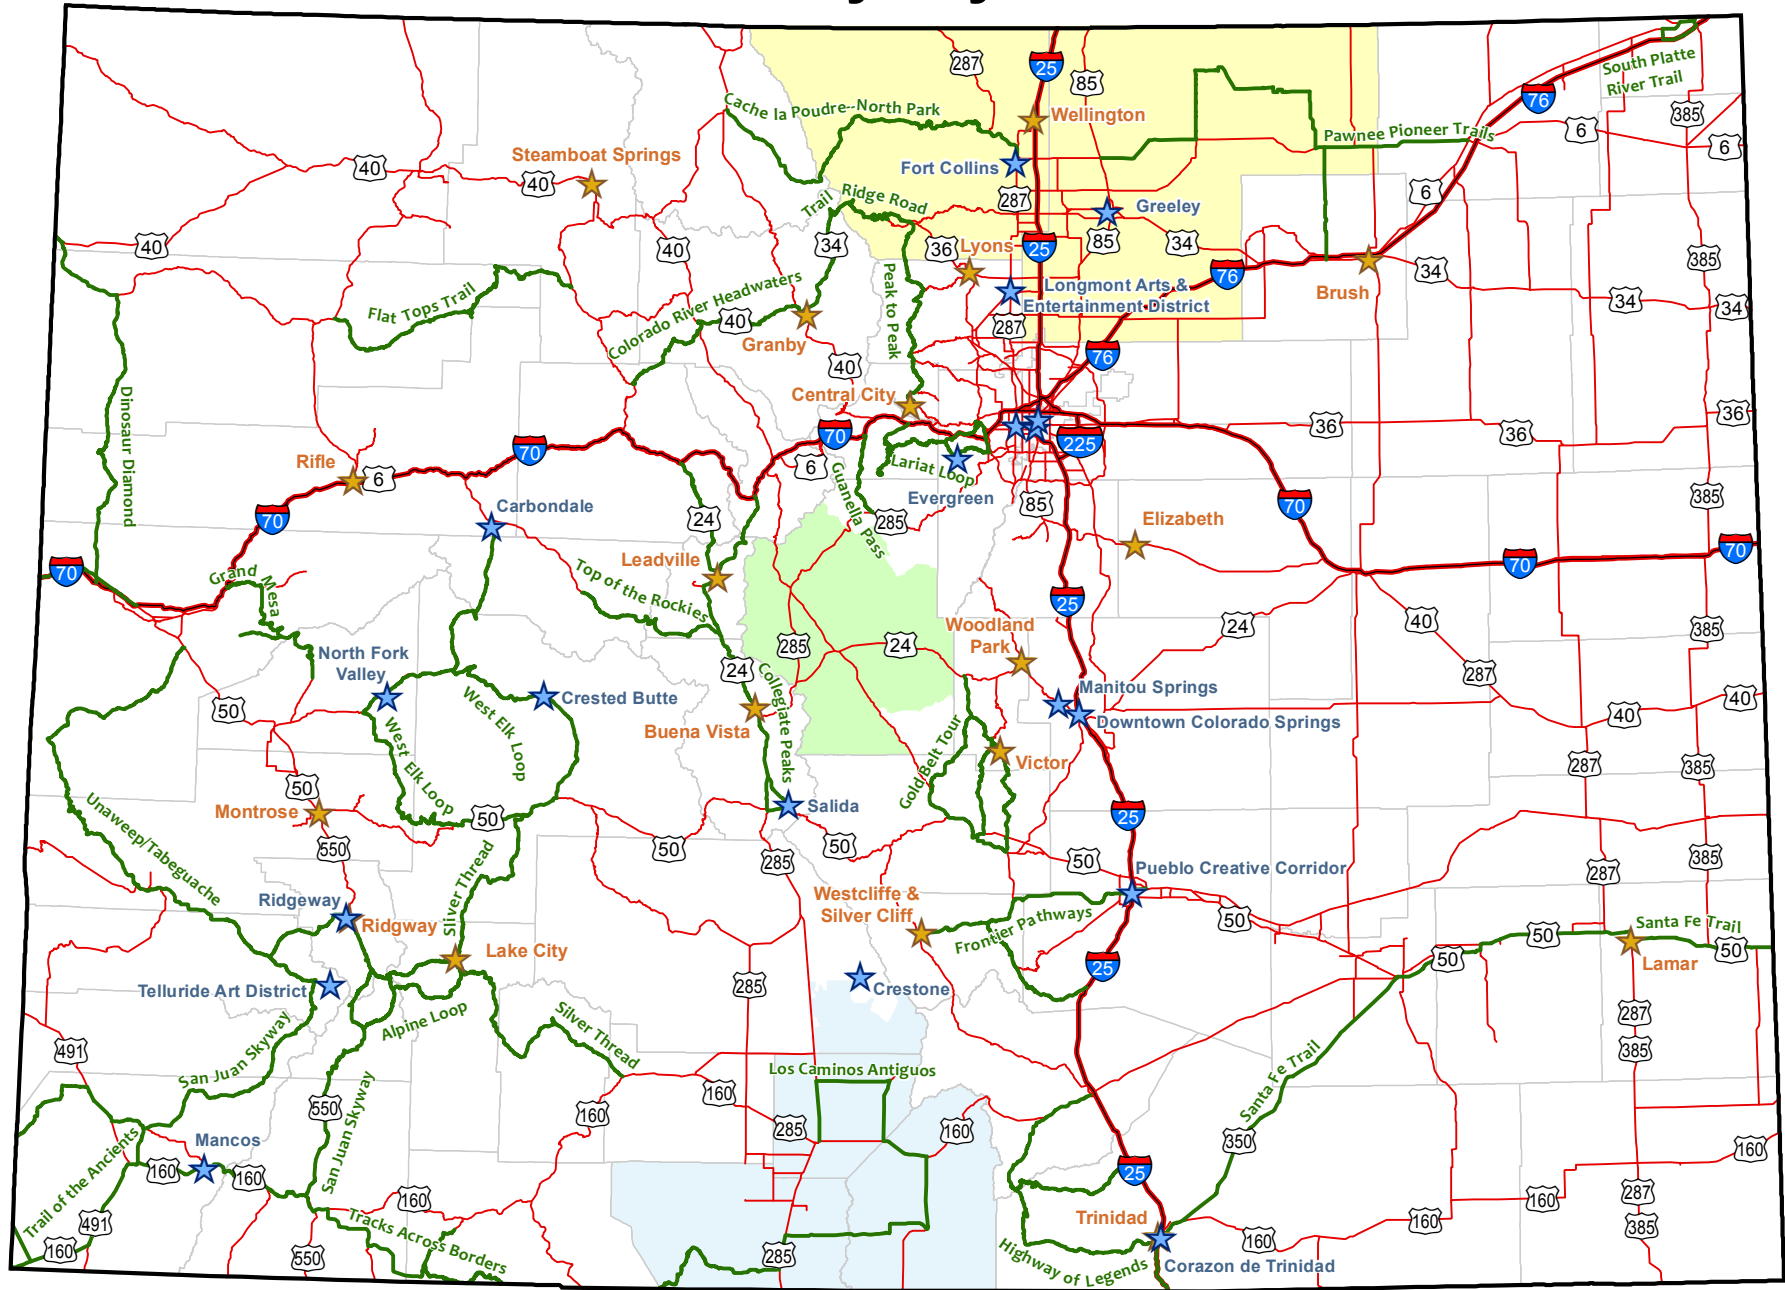 287
25
85
South Platte
River Trail
76
385
Cache la Poudre--North Park
Wellington
Pawnee Pioneer Trails
6
6
Steamboat Springs
40
40
Fort Collins
6
Trail
Ridge Road
287
Greeley
40
40
34
36
Lyons
25
85
34
385
Flat Tops Trail
Colorado River Headwaters
Peak to Peak
76
34
Longmont Arts &
Entertainment District
Brush
34
34
40
Granby
287
40
76
Central City
Dinosaur Diamond
36
36
36
70
70
225
Rifle
6
6
Lariat Loop
Guanella Pass
Evergreen
385
Carbondale
24
285
85
Elizabeth
70
70
70
Leadville
70
70
Grand Mesa
Top of the Rockies
25
Woodland
Park
24
40
385
North Fork
Valley
285
24
24
287
Collegiate Peaks
Manitou Springs
50
West Elk Loop
Crested Butte
West Elk Loop
Buena Vista
Gold Belt Tour
Downtown Colorado Springs
40
40
Victor
287
385
50
Montrose
Unaweep/Tabeguache
50
Salida
25
550
50
50
285
50
Pueblo Creative Corridor
385
287
Silver Thread
Westcliffe &
Silver Cliff
Ridgeway
Ridgway
Frontier Pathways
50
50
Santa Fe Trail
50
Lake City
50
Lamar
25
Telluride Art District
285
Crestone
Alpine Loop
Silver Thread
287
491
San Juan Skyway
385
Santa Fe Trail
Los Caminos Antiguos
160
550
160
285
160
350
Mancos
San Juan Skyway
160
Trail of the Ancients
160
160
25
160
287
160
491
Tracks Across Borders
Trinidad
160
385
160
550
285
160
Highway of Legends
Corazon de Trinidad